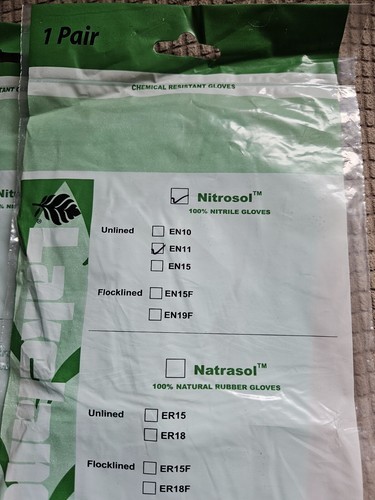 1 Pair
CHEMICAL RESISTANT GLOVES
Nitrosol™
100% NITRILE GLOVES
Unlined
EN10
EN11
EN15
Flocklined
EN15F
EN19F
Natrasol™
100% NATURAL RUBBER GLOVES
Unlined
ER15
ER18
Flocklined
ER15F
ER18F